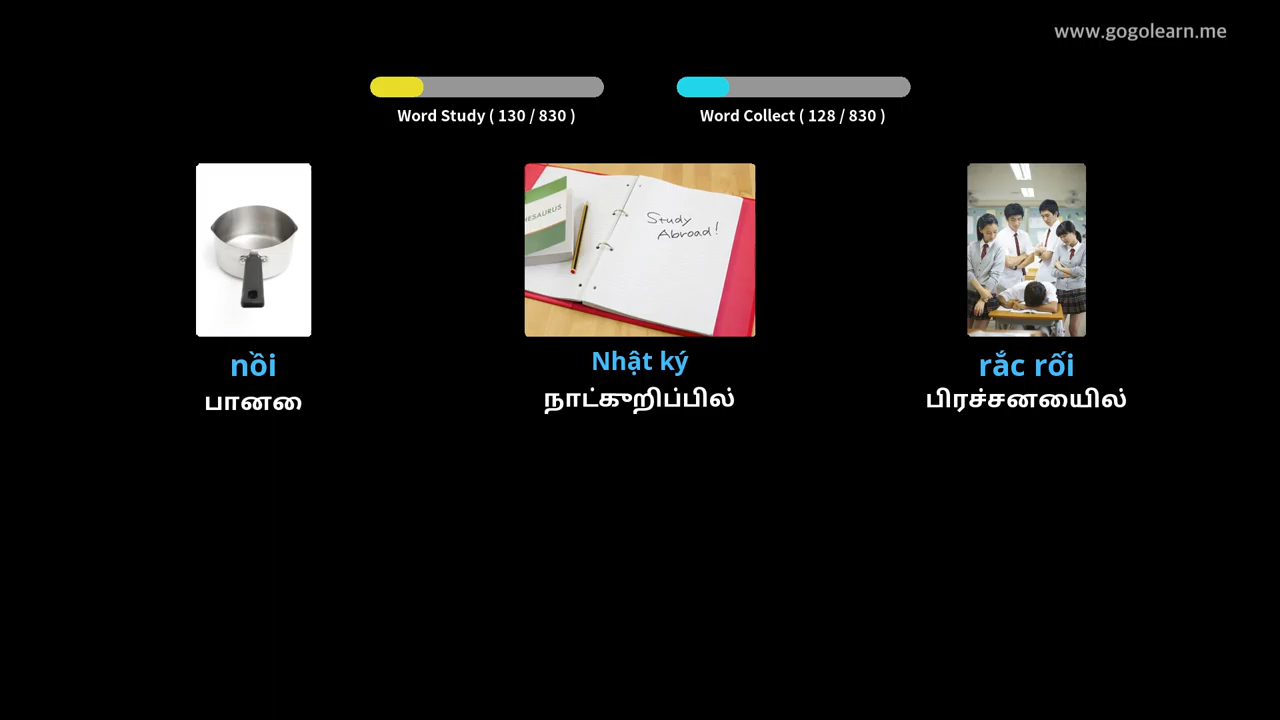 www.gogolearn.me
Word Study ( 130 / 830 )
Word Collect ( 128 / 830 )
THESAURUS
Study
Abroad!
nồi
Nhật ký
rắc rối
பானை
நாட்குறிப்பில்
பிரச்சனையில்